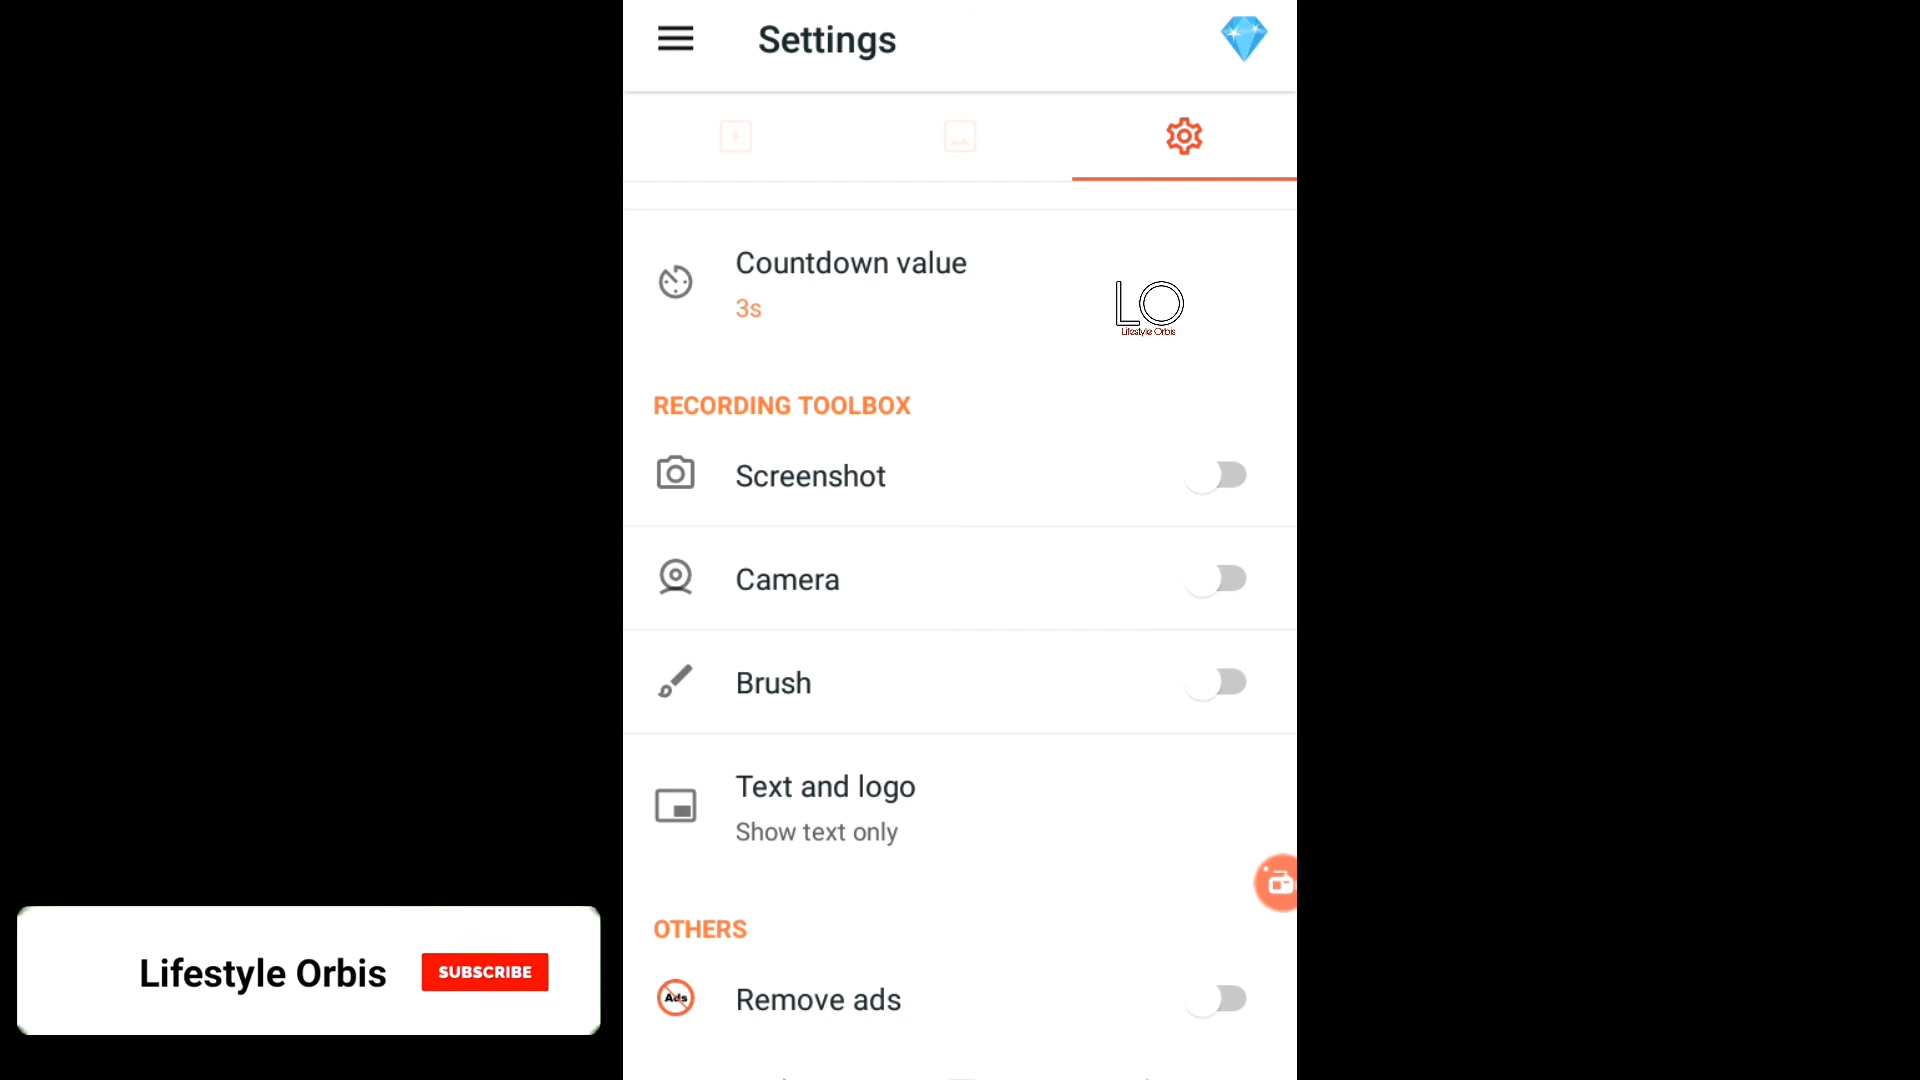 Settings
Countdown value
3s
LO
Lifestyle Orbis
RECORDING TOOLBOX
Screenshot
Camera
Brush
Text and logo
Show text only
OTHERS
Ads
Remove ads
Lifestyle Orbis
SUBSCRIBE